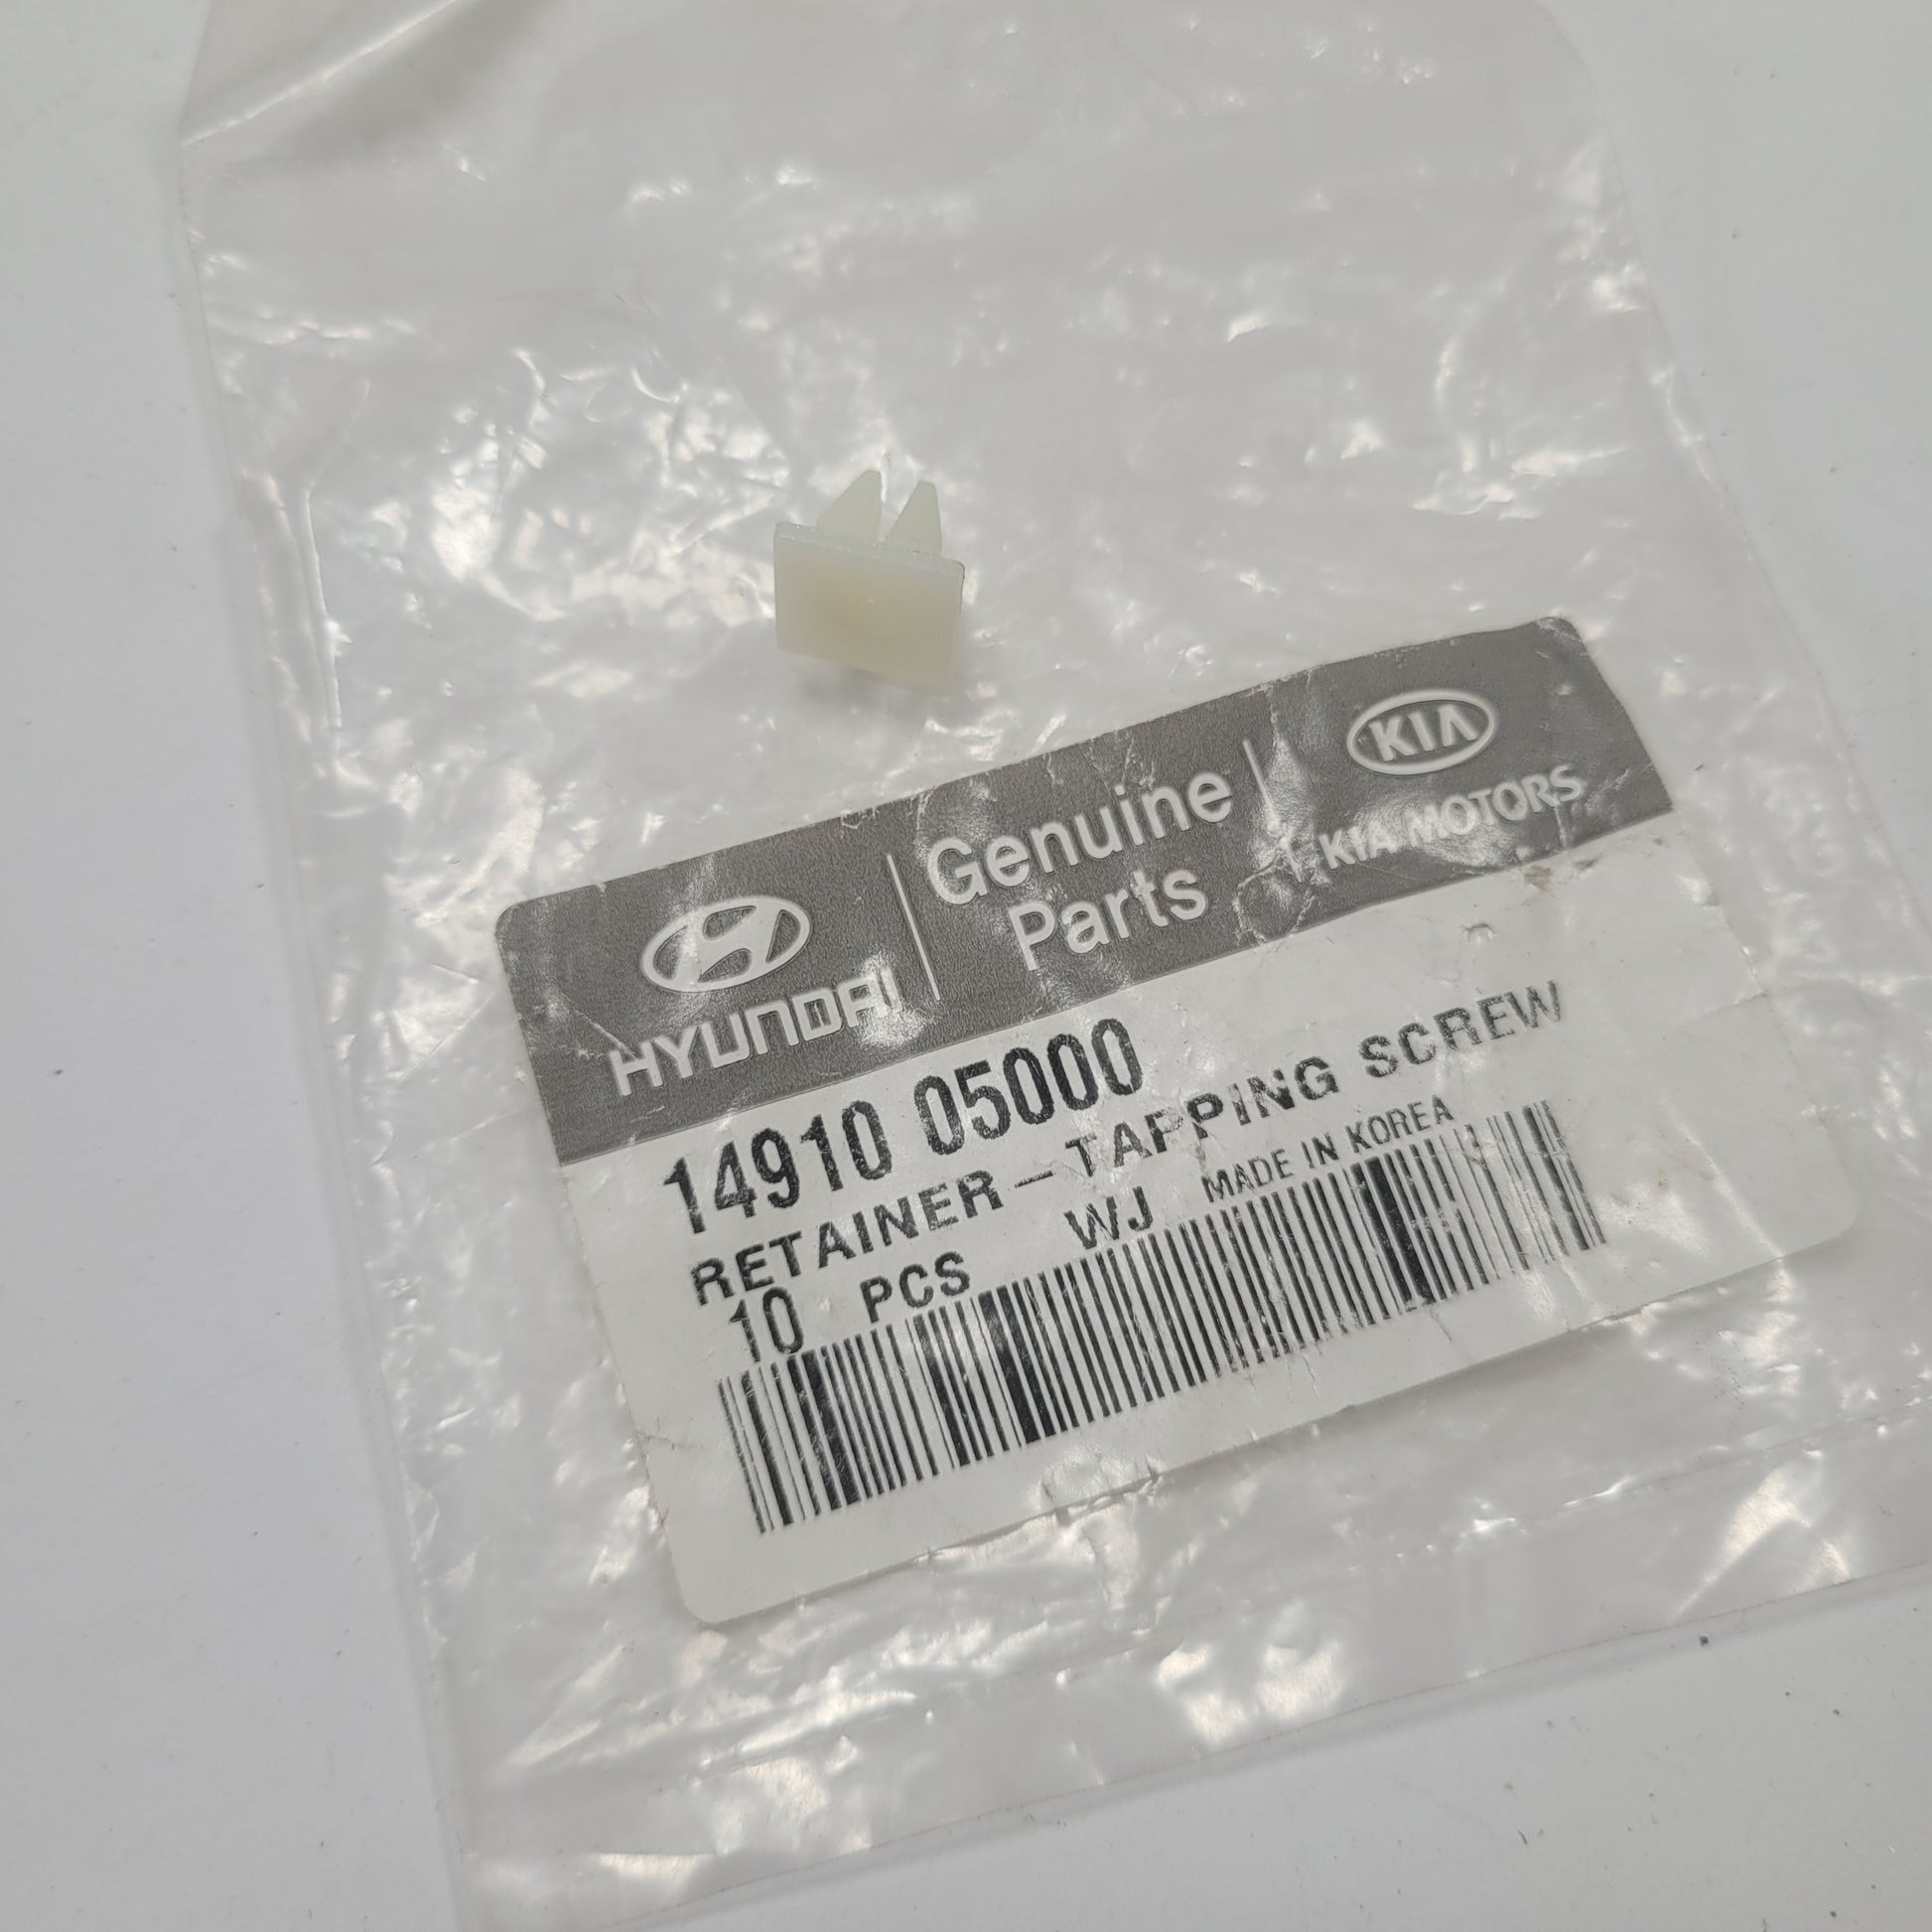 HYUNDAI
Genuine
Parts
KIA
KIA MOTORS
14910 05000
RETAINER-TAPPING SCREW
10 PCS WJ MADE IN KOREA